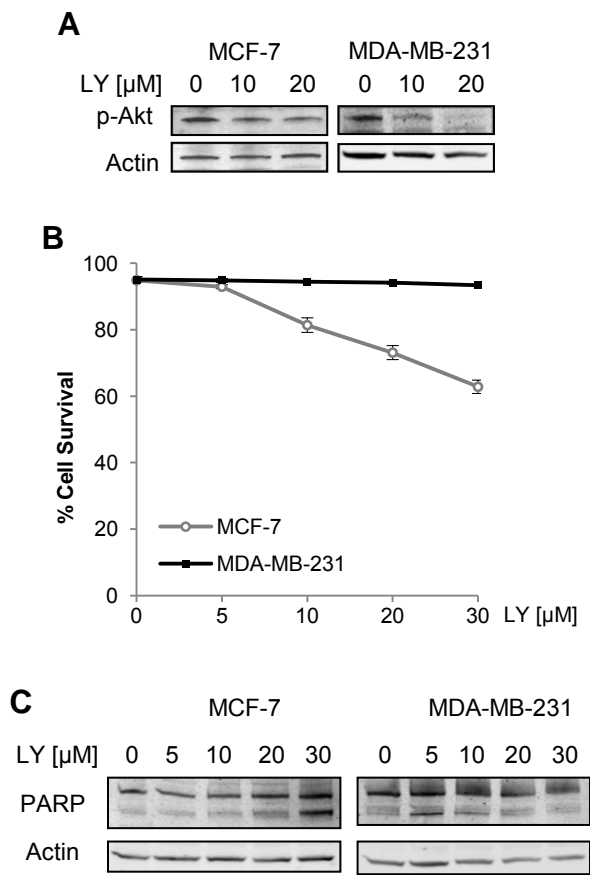 A
MCF-7 MDA-MB-231
LY [µM] 0 10 20 0 10 20
p-Akt
Actin
B
100
80
60
40
20
0
% Cell Survival
MCF-7
MDA-MB-231
0 5 10 20 30 LY [µM]
C
MCF-7 MDA-MB-231
LY [µM] 0 5 10 20 30 0 5 10 20 30
PARP
Actin